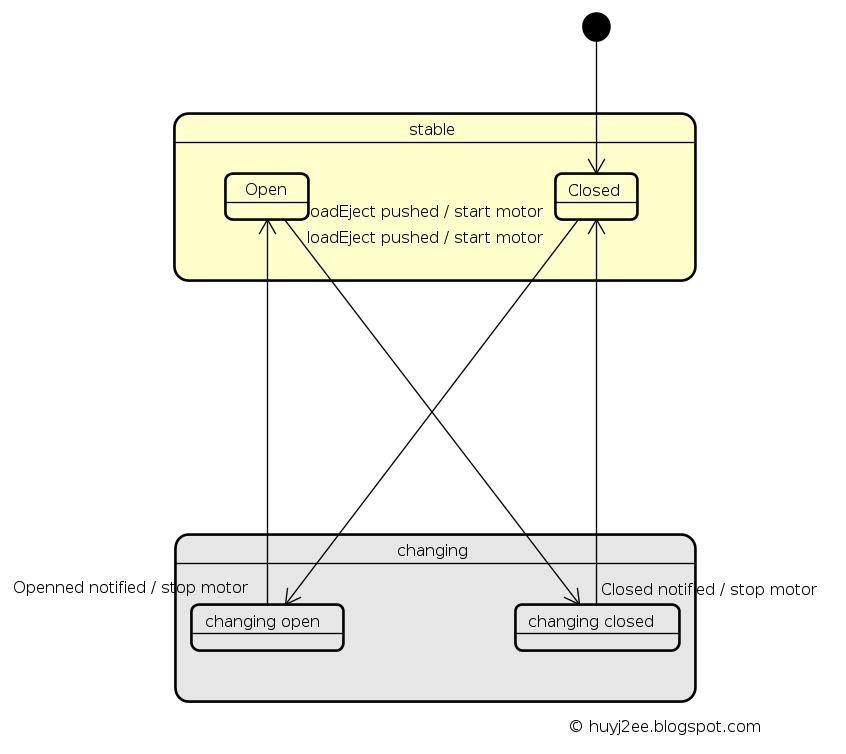 stable
Open
Closed
loadEject pushed / start motor
loadEject pushed / start motor
changing
Openned notified / stop motor
Closed notified / stop motor
changing open
changing closed
© huyj2ee.blogspot.com